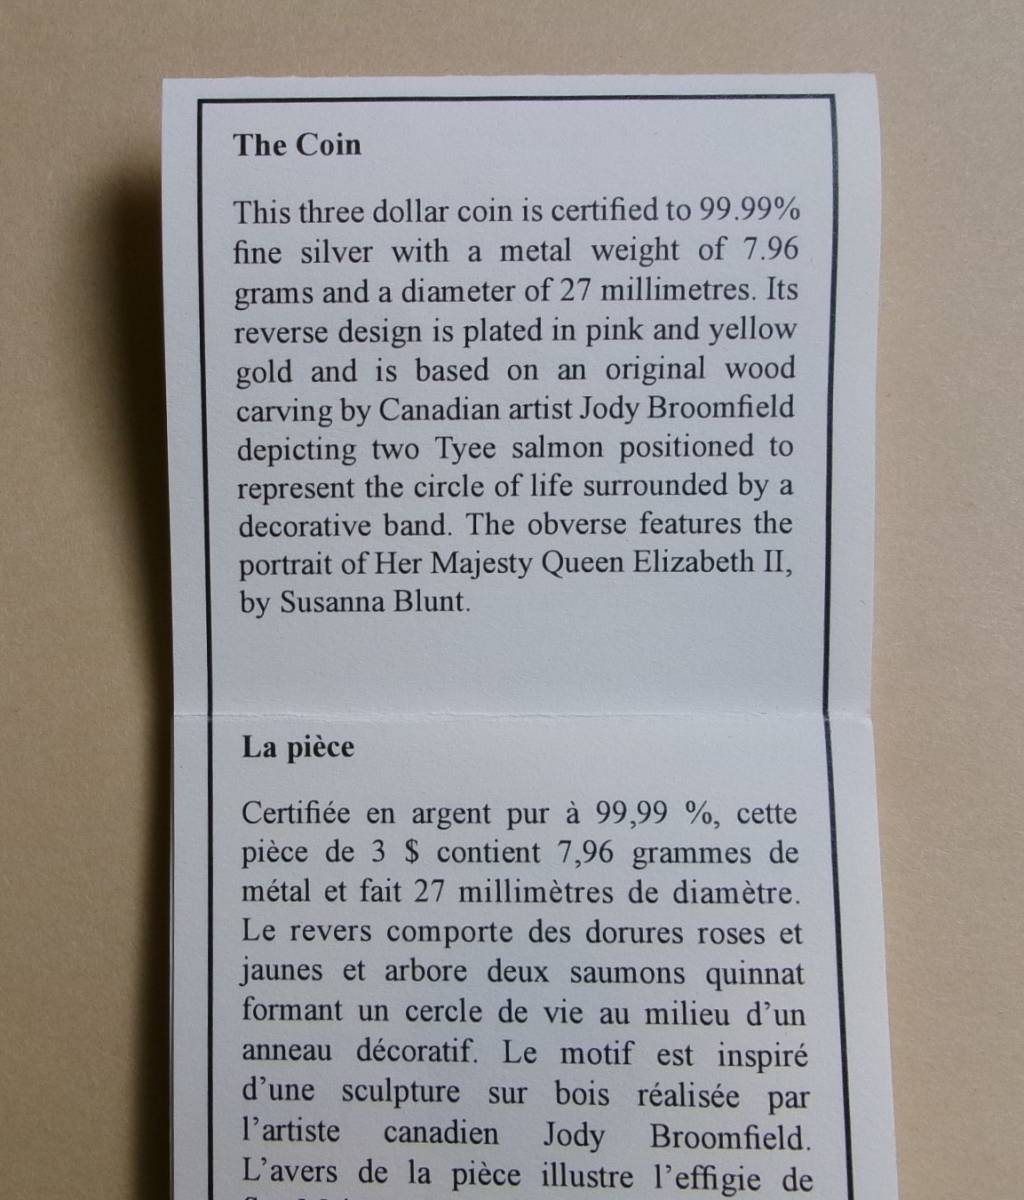 The Coin
This three dollar coin is certified to 99.99%
fine silver with a metal weight of 7.96
grams and a diameter of 27 millimetres. Its
reverse design is plated in pink and yellow
gold and is based on an original wood
carving by Canadian artist Jody Broomfield
depicting two Tyee salmon positioned to
represent the circle of life surrounded by a
decorative band. The obverse features the
portrait of Her Majesty Queen Elizabeth II,
by Susanna Blunt.
La pièce
Certifiée en argent pur à 99,99 %, cette
pièce de 3 $ contient 7,96 grammes de
métal et fait 27 millimètres de diamètre.
Le revers comporte des dorures roses et
jaunes et arbore deux saumons quinnat
formant un cercle de vie au milieu d’un
anneau décoratif. Le motif est inspiré
d’une sculpture sur bois réalisée par
l’artiste canadien Jody Broomfield.
L’avers de la pièce illustre l’effigie de